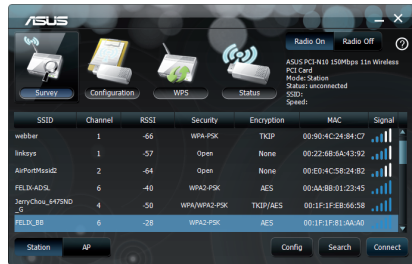 ASUS
Radio On Radio Off
ASUS PCI-N10 150Mbps 11n Wireless
PCI Card
Mode: Station
Status: unconnected
SSID:
Speed:
Survey Configuration WPS Status
SSID Channel RSSI Security Encryption MAC Signal
webber 1 -66 WPA-PSK TKIP 00:90:4C:24:84:C7
linksys 1 -57 Open None 00:22:6B:6A:43:92
AirPortMssid2 2 -64 Open None 00:E0:4C:58:24:B2
FELIX-ADSL 6 -40 WPA2-PSK AES 00:AA:BB:01:23:45
JerryChou_6475ND
_G 4 -50 WPA/WPA2-PSK TKIP/AES 00:1F:1F:EB:66:58
FELIX_BB 6 -28 WPA2-PSK AES 00:1F:1F:81:AA:A0
Station AP Config Search Connect